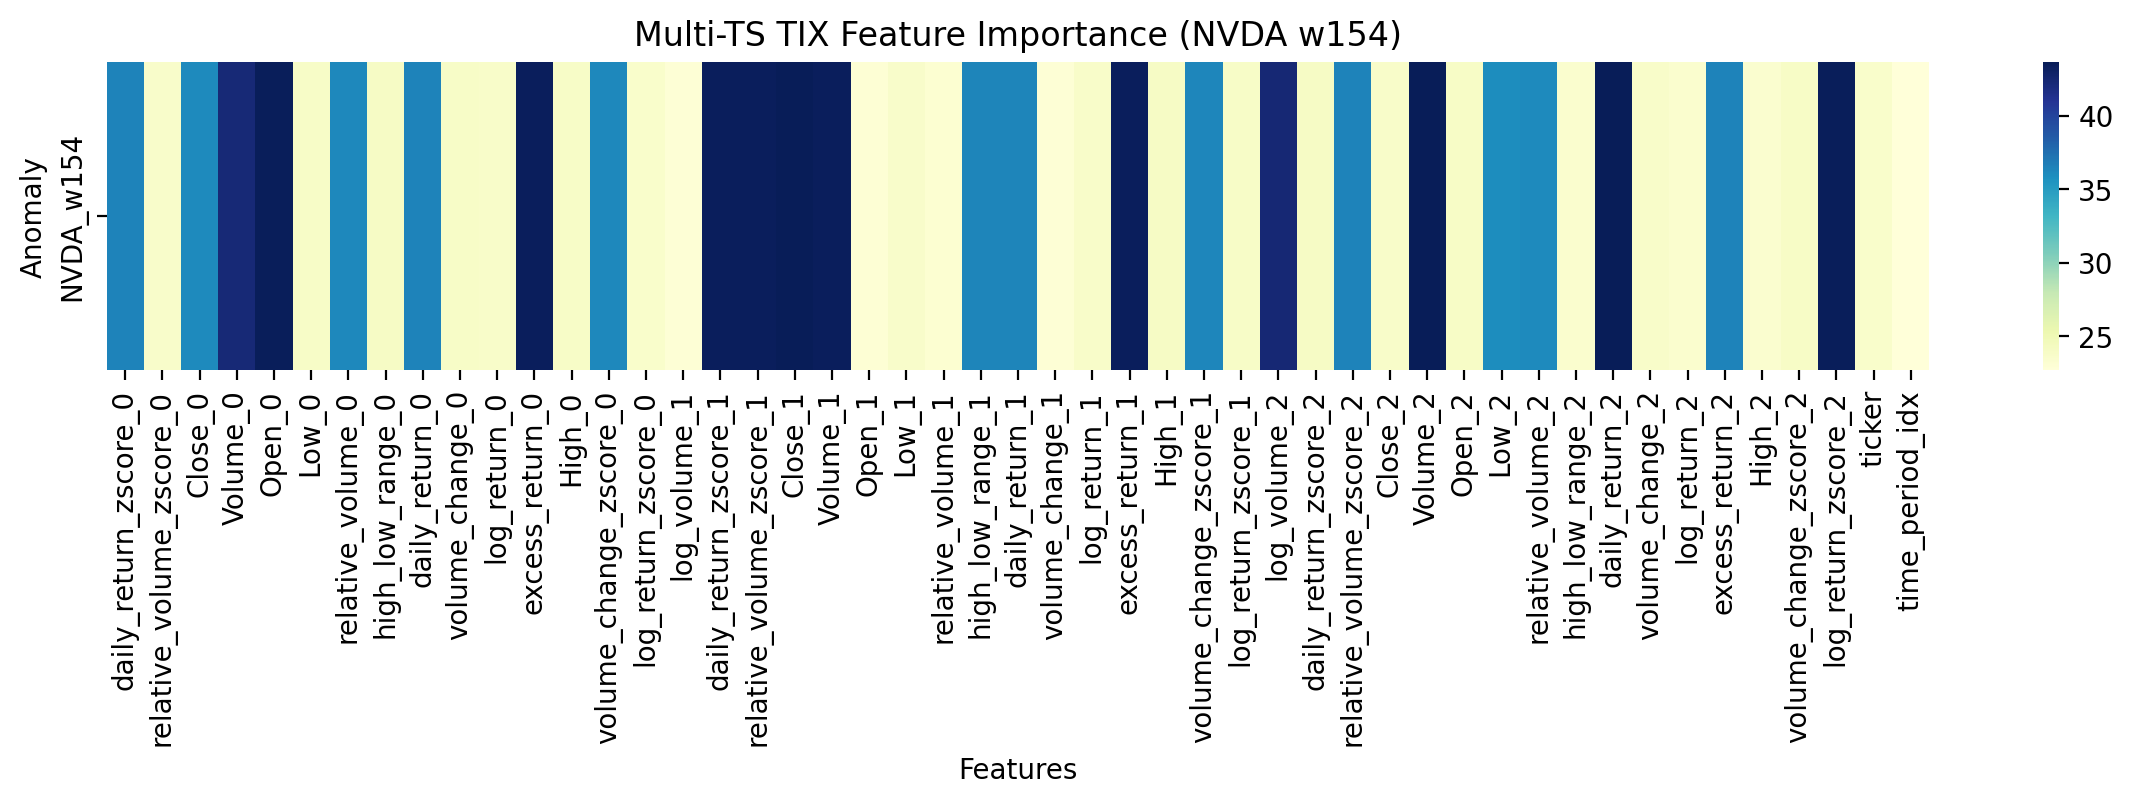 Multi-TS TIX Feature Importance (NVDA w154)
Anomaly
NVDA_w154
40
35
30
25
daily_return_zscore_0
relative_volume_zscore_0
Close_0
Volume_0
Open_0
Low_0
relative_volume_0
high_low_range_0
daily_return_0
volume_change_0
log_return_0
excess_return_0
High_0
volume_change_zscore_0
log_return_zscore_0
log_volume_1
daily_return_zscore_1
relative_volume_zscore_1
Close_1
Volume_1
Open_1
Low_1
relative_volume_1
high_low_range_1
daily_return_1
volume_change_1
log_return_1
excess_return_1
High_1
volume_change_zscore_1
log_return_zscore_1
log_volume_2
daily_return_zscore_2
relative_volume_zscore_2
Close_2
Volume_2
Open_2
Low_2
relative_volume_2
high_low_range_2
daily_return_2
volume_change_2
log_return_2
excess_return_2
High_2
volume_change_zscore_2
log_return_zscore_2
ticker
time_period_idx
Features